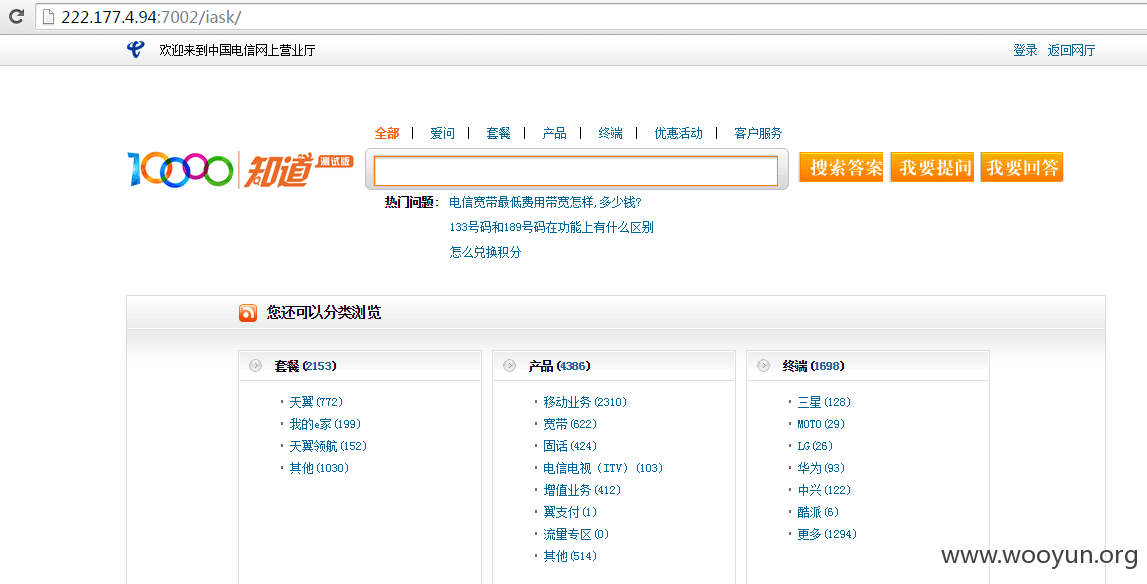 222.177.4.94:7002/iask/
欢迎来到中国电信网上营业厅 登录 返回网厅
全部 | 爱问 | 套餐 | 产品 | 终端 | 优惠活动 | 客户服务
10000 知道 测试版 搜索答案 我要提问 我要回答
热门问题: 电信宽带最低费用带宽怎样,多少钱?
133号码和189号码在功能上有什么区别
怎么兑换积分
您还可以分类浏览
套餐 (2153)
· 天翼(772)
· 我的e家(199)
· 天翼领航(152)
· 其他(1030)
产品 (4386)
· 移动业务(2310)
· 宽带(622)
· 固话(424)
· 电信电视（ITV）(103)
· 增值业务(412)
· 翼支付(1)
· 流量专区(0)
· 其他(514)
终端 (1698)
· 三星(128)
· MOTO(29)
· LG(26)
· 华为(93)
· 中兴(122)
· 酷派(6)
· 更多(1294)
www.wooyun.org